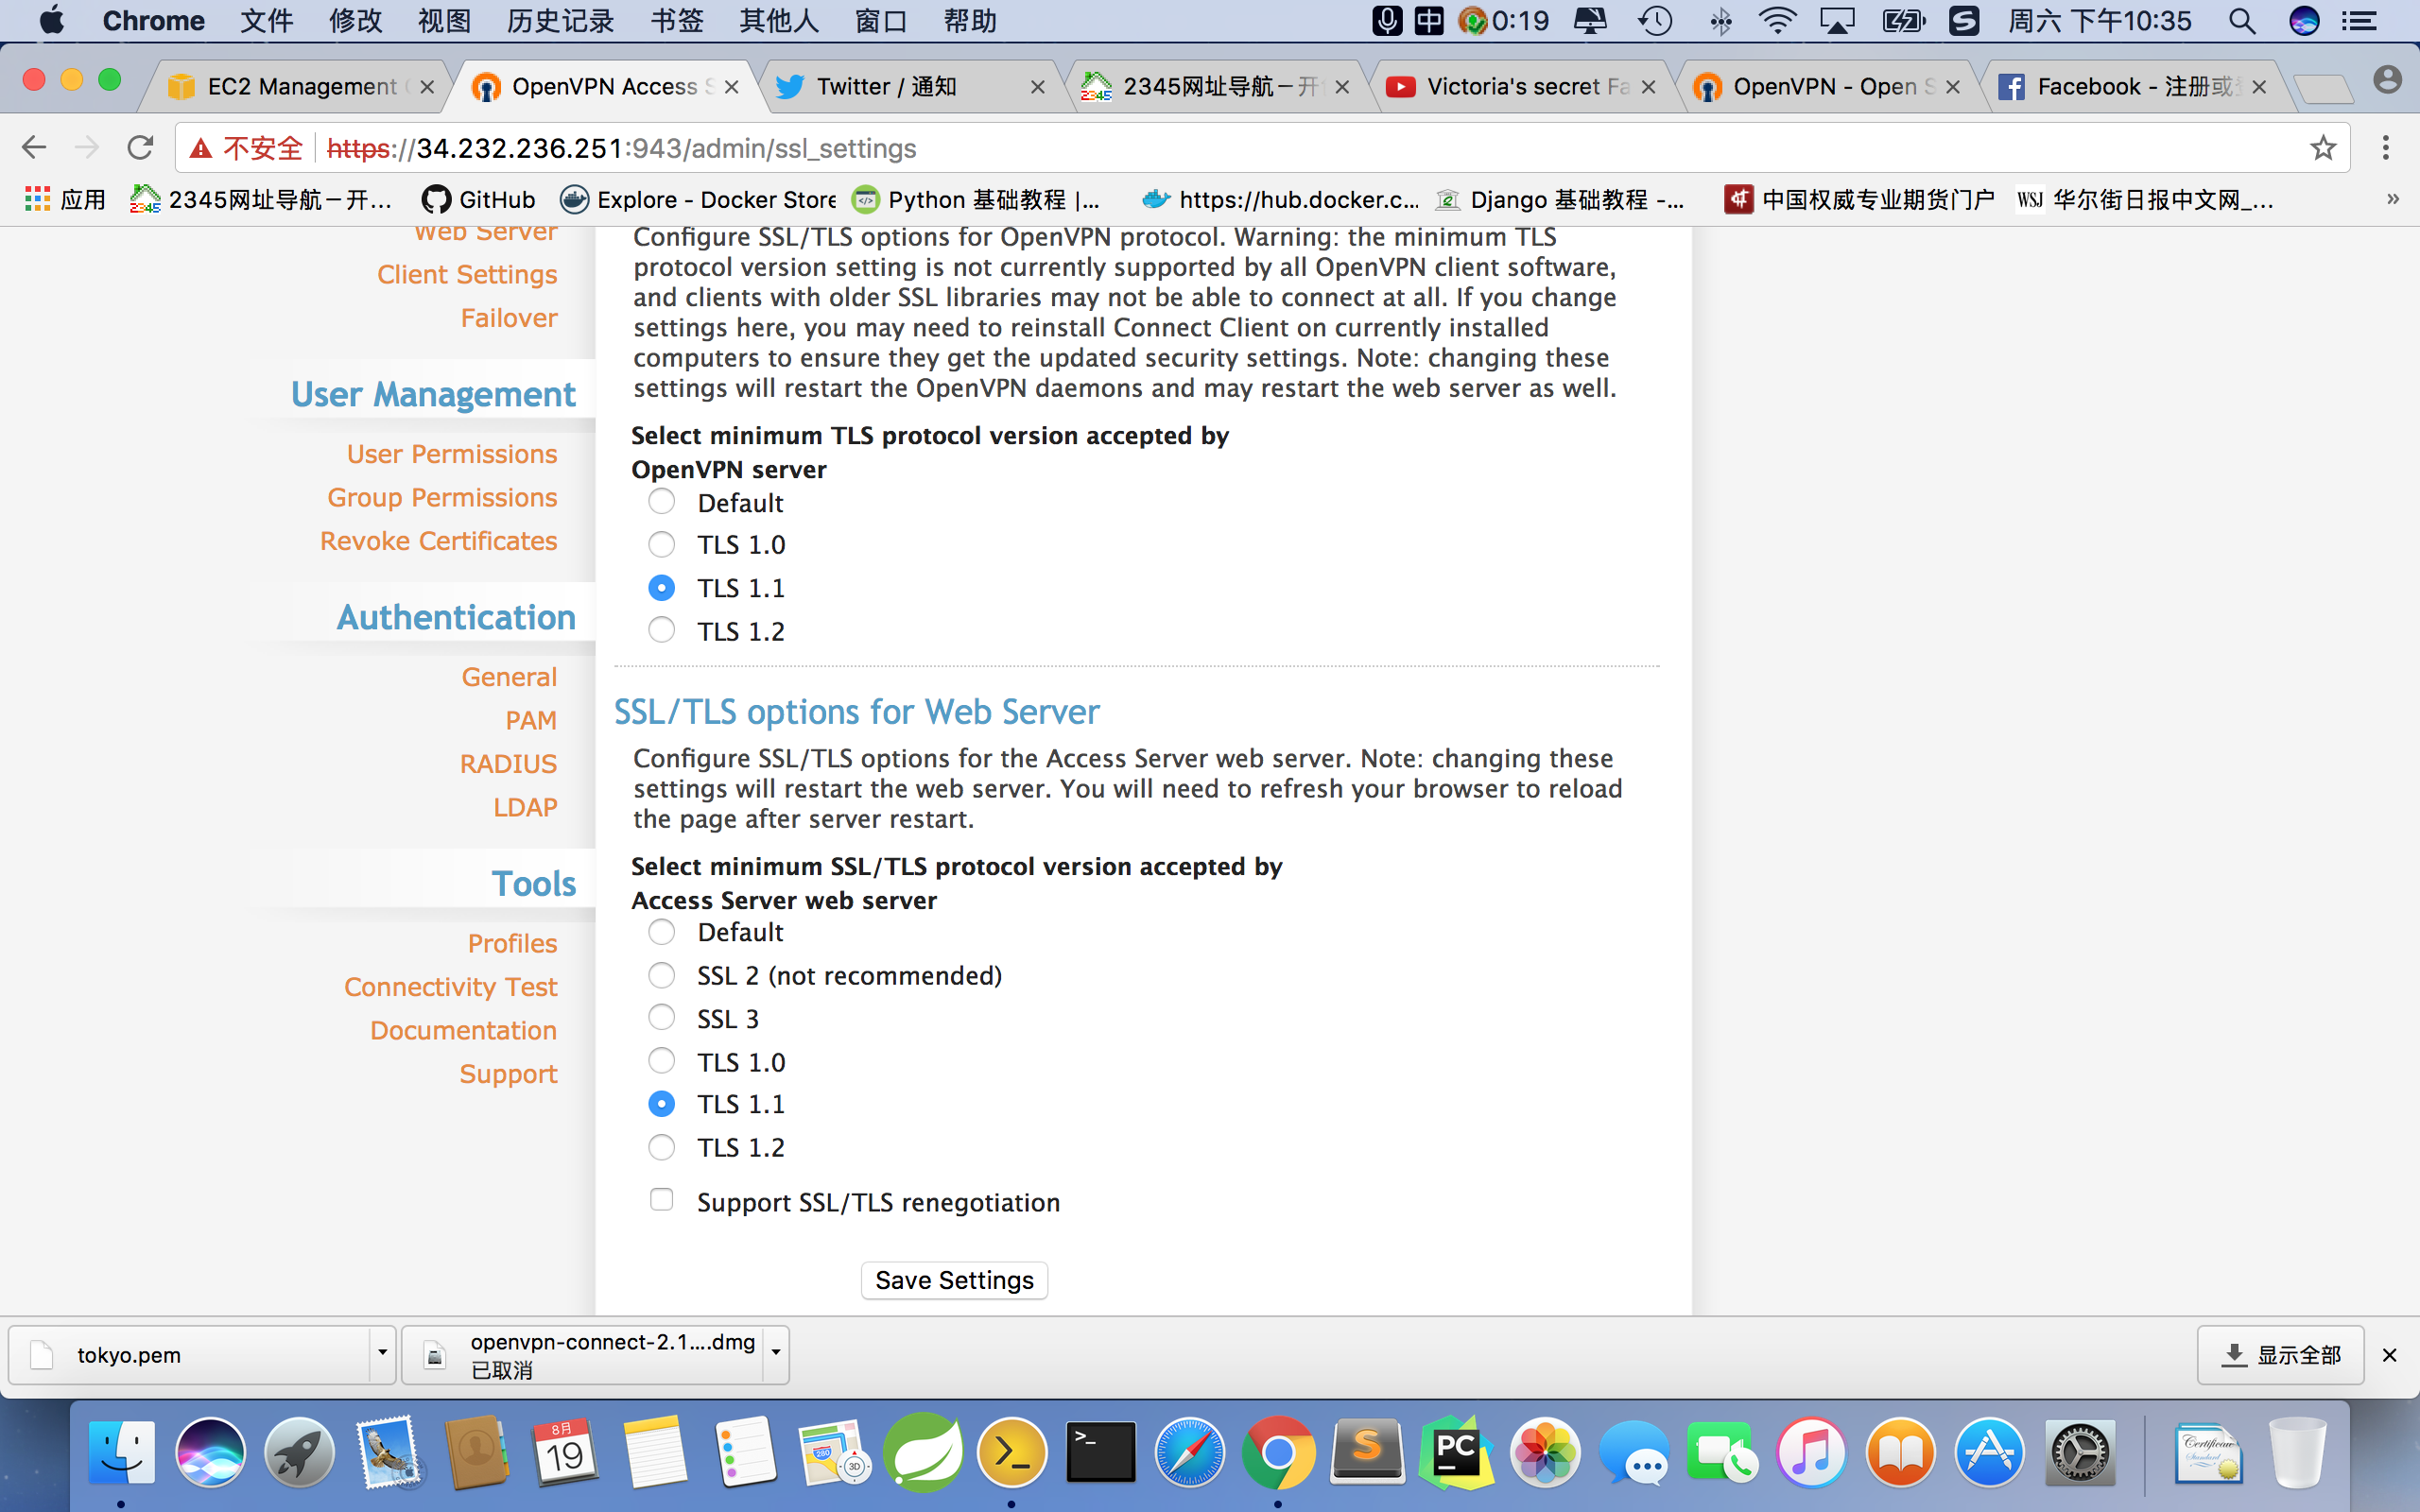 Chrome 文件 修改 视图 历史记录 书签 其他人 窗口 帮助 中 0:19 周六 下午10:35
EC2 Management
OpenVPN Access S
Twitter / 通知
2345网址导航－开
Victoria's secret Fa
OpenVPN - Open S
Facebook - 注册或
不安全 https://34.232.236.251:943/admin/ssl_settings
应用 2345网址导航－开... GitHub Explore - Docker Store Python 基础教程 |... https://hub.docker.c... Django 基础教程 -... 中国权威专业期货门户 WSJ 华尔街日报中文网_... »
Web Server
Client Settings
Failover
User Management
User Permissions
Group Permissions
Revoke Certificates
Authentication
General
PAM
RADIUS
LDAP
Tools
Profiles
Connectivity Test
Documentation
Support
Configure SSL/TLS options for OpenVPN protocol. Warning: the minimum TLS
protocol version setting is not currently supported by all OpenVPN client software,
and clients with older SSL libraries may not be able to connect at all. If you change
settings here, you may need to reinstall Connect Client on currently installed
computers to ensure they get the updated security settings. Note: changing these
settings will restart the OpenVPN daemons and may restart the web server as well.
Select minimum TLS protocol version accepted by
OpenVPN server
Default
TLS 1.0
TLS 1.1
TLS 1.2
SSL/TLS options for Web Server
Configure SSL/TLS options for the Access Server web server. Note: changing these
settings will restart the web server. You will need to refresh your browser to reload
the page after server restart.
Select minimum SSL/TLS protocol version accepted by
Access Server web server
Default
SSL 2 (not recommended)
SSL 3
TLS 1.0
TLS 1.1
TLS 1.2
Support SSL/TLS renegotiation
Save Settings
tokyo.pem
openvpn-connect-2.1....dmg
已取消
显示全部
8月
19
280
3D
>_
S
PC
Certificate
Standard